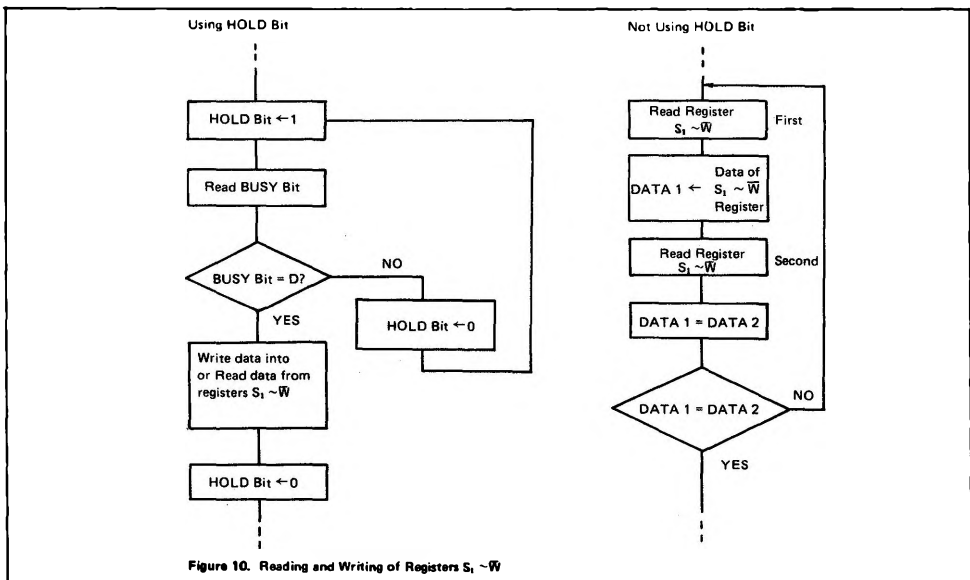 Using HOLD Bit
HOLD Bit ←1
Read BUSY Bit
BUSY Bit = D?
NO
YES
HOLD Bit ←0
Write data into
or Read data from
registers S₁ ~W̅
HOLD Bit ←0
Not Using HOLD Bit
Read Register
S₁ ~W̅
First
DATA 1 ← Data of
S₁ ~ W̅
Register
Read Register
S₁ ~W̅
Second
DATA 1 = DATA 2
DATA 1 = DATA 2
NO
YES
Figure 10. Reading and Writing of Registers S₁ ~W̅